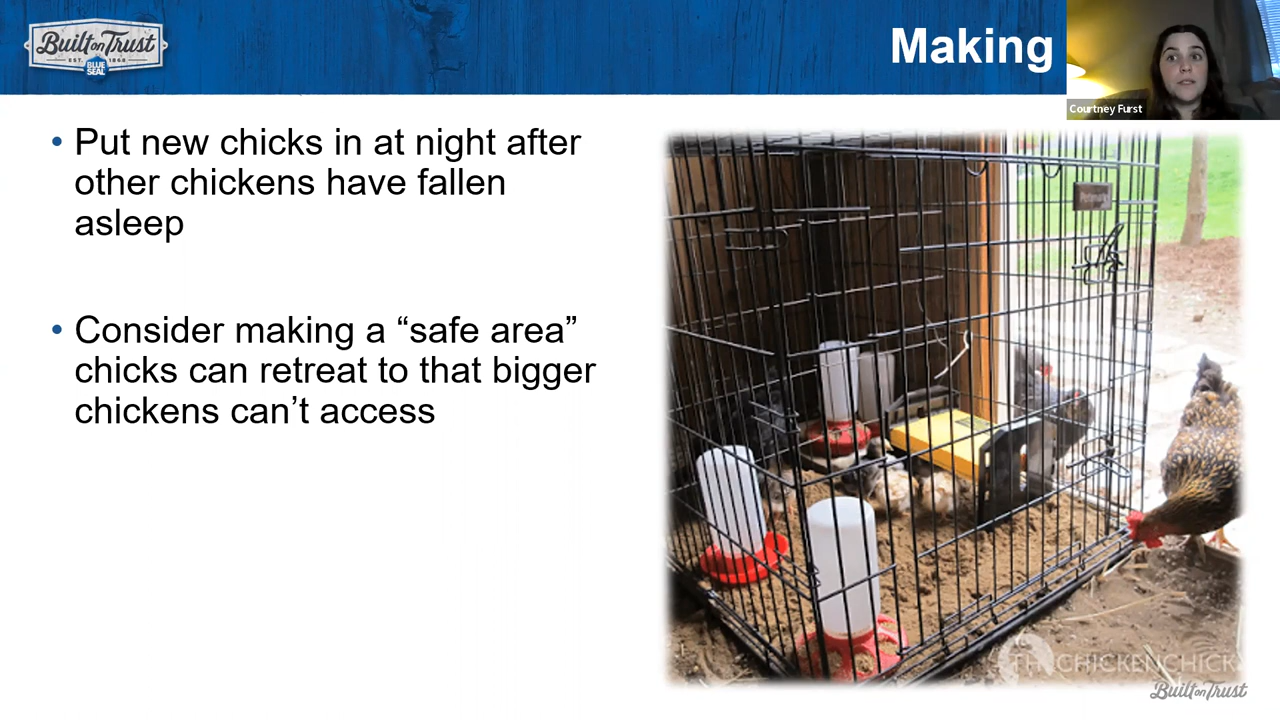 Built on Trust
EST. 1868
BLUE
SEAL
Making
Courtney Furst
• Put new chicks in at night after
other chickens have fallen
asleep
• Consider making a “safe area”
chicks can retreat to that bigger
chickens can’t access
THE CHICKEN CHICK
Built on Trust